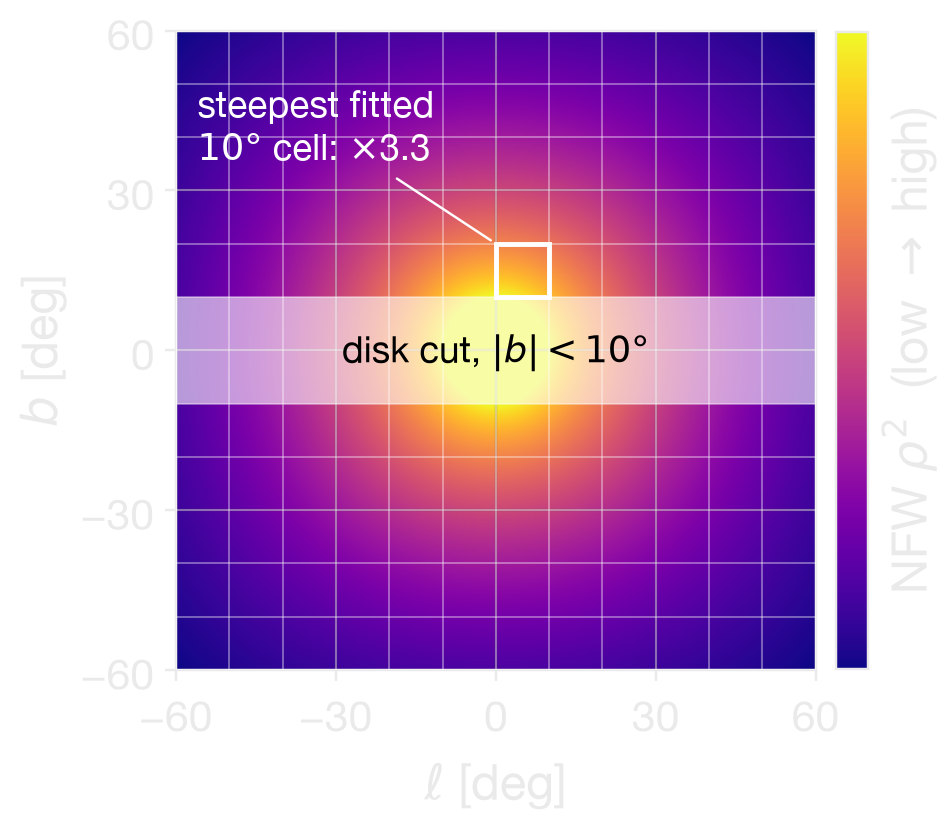 60
30
0
−30
−60
b [deg]
steepest fitted
10° cell: ×3.3
disk cut, |b| < 10°
−60
−30
0
30
60
ℓ [deg]
NFW ρ² (low → high)